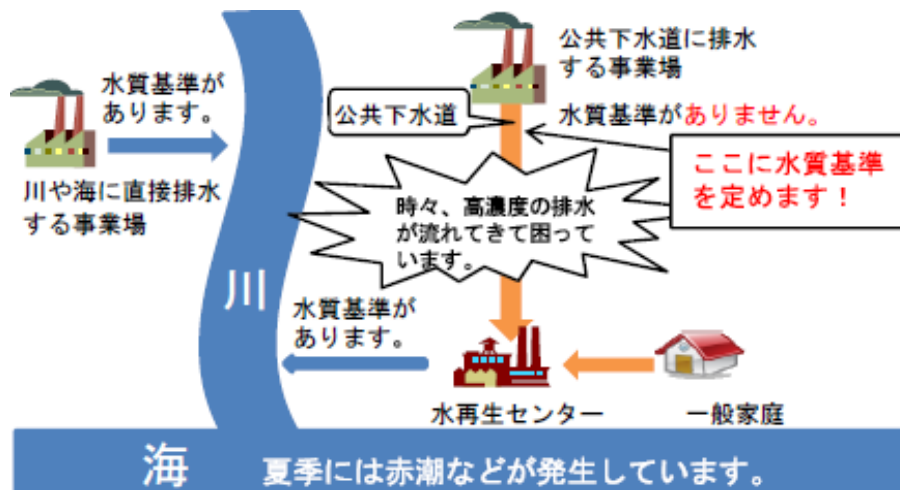 公共下水道に排水
する事業場
水質基準が
あります。
公共下水道
水質基準がありません。
ここに水質基準
を定めます！
川や海に直接排水
する事業場
時々、高濃度の排水
が流れてきて困って
います。
川
水質基準が
あります。
水再生センター
一般家庭
海
夏季には赤潮などが発生しています。